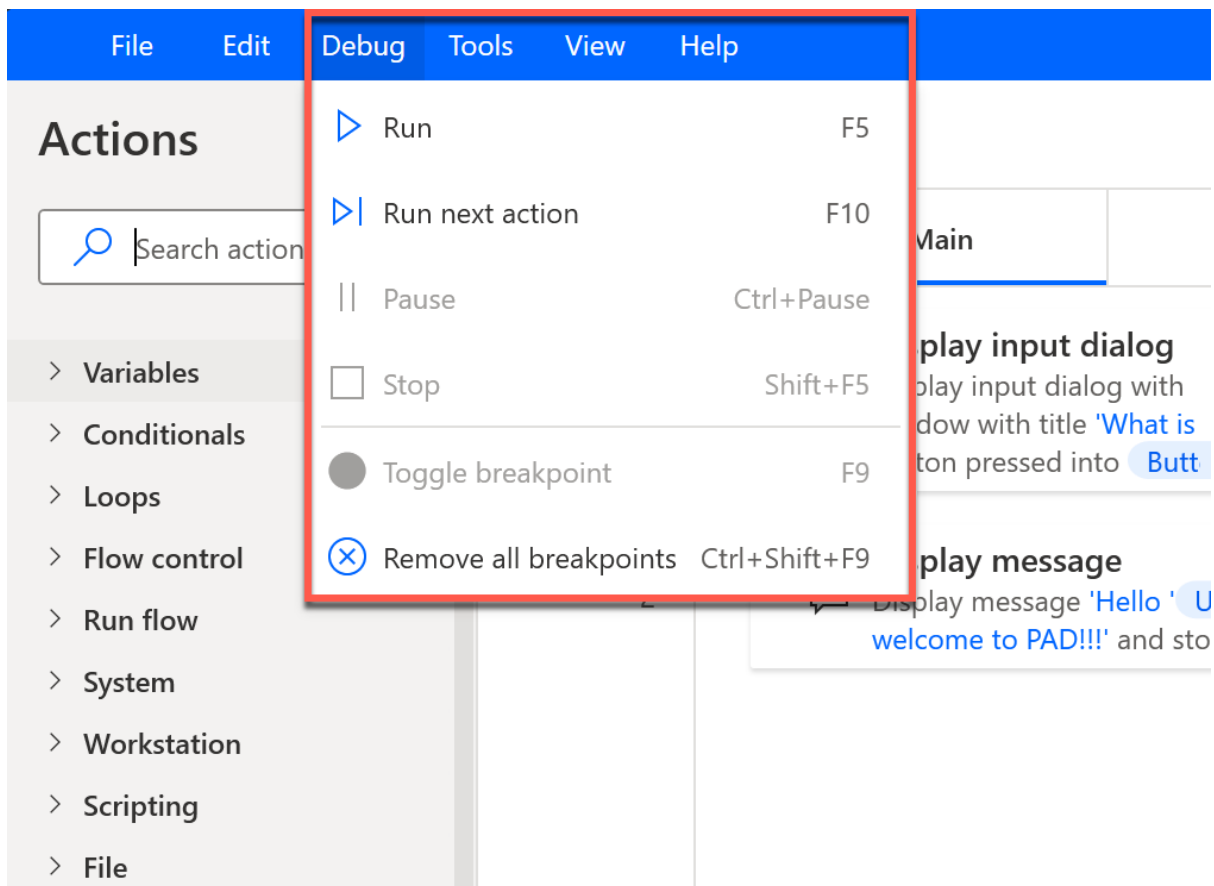 File Edit Debug Tools View Help
Actions
Search action
Variables
Conditionals
Loops
Flow control
Run flow
System
Workstation
Scripting
File
Run F5
Run next action F10
Pause Ctrl+Pause
Stop Shift+F5
Toggle breakpoint F9
Remove all breakpoints Ctrl+Shift+F9
Main
play input dialog
play input dialog with
dow with title 'What is
ton pressed into Butt
play message
Display message 'Hello ' U
welcome to PAD!!!' and sto